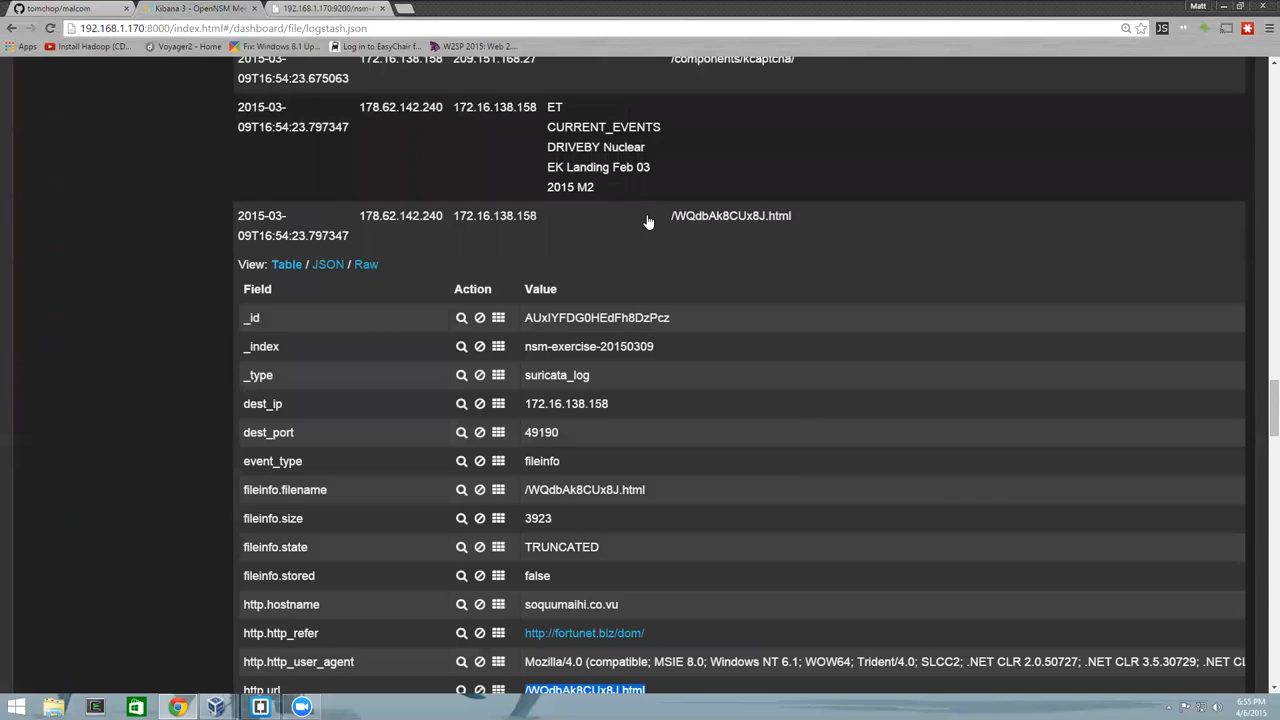 tomchop/malcom
Kibana 3 - OpenNSM Me
192.168.1.170:9200/nsm-
Matt
192.168.1.170:8000/index.html#/dashboard/file/logstash.json
Apps Install Hadoop (CD... Voyager2 - Home Fix: Windows 8.1 Up... Log in to EasyChair f... W2SP 2015: Web 2...
172.16.138.158 209.151.168.27 /components/kcaptcha/
2015-03-
09T16:54:23.675063
2015-03- 178.62.142.240 172.16.138.158 ET
09T16:54:23.797347 CURRENT_EVENTS
DRIVEBY Nuclear
EK Landing Feb 03
2015 M2
2015-03- 178.62.142.240 172.16.138.158 /WQdbAk8CUx8J.html
09T16:54:23.797347
View: Table / JSON / Raw
Field Action Value
_id AUxIYFDG0HEdFh8DzPcz
_index nsm-exercise-20150309
_type suricata_log
dest_ip 172.16.138.158
dest_port 49190
event_type fileinfo
fileinfo.filename /WQdbAk8CUx8J.html
fileinfo.size 3923
fileinfo.state TRUNCATED
fileinfo.stored false
http.hostname soquumaihi.co.vu
http.http_refer http://fortunet.biz/dom/
http.http_user_agent Mozilla/4.0 (compatible; MSIE 8.0; Windows NT 6.1; WOW64; Trident/4.0; SLCC2; .NET CLR 2.0.50727; .NET CLR 3.5.30729; .NET CL
http.url /WQdbAk8CUx8J.html
6:55 PM
4/6/2015